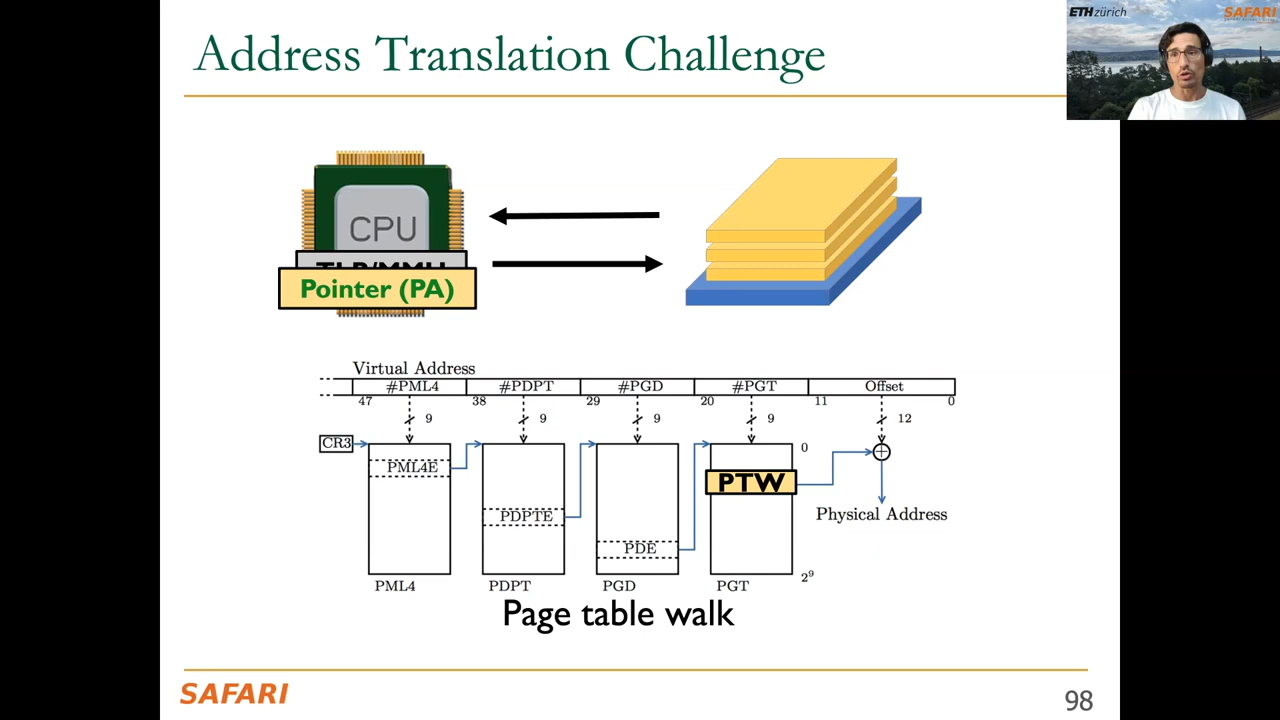 Address Translation Challenge
ETH zürich
SAFARI
CPU
TLB/MMU
Pointer (PA)
Virtual Address
#PML4 #PDPT #PGD #PGT Offset
47 38 29 20 11 0
9 9 9 9 12
CR3
0
PML4E
PTW
PDPTE
Physical Address
PDE
2⁹
PML4 PDPT PGD PGT
Page table walk
SAFARI
98